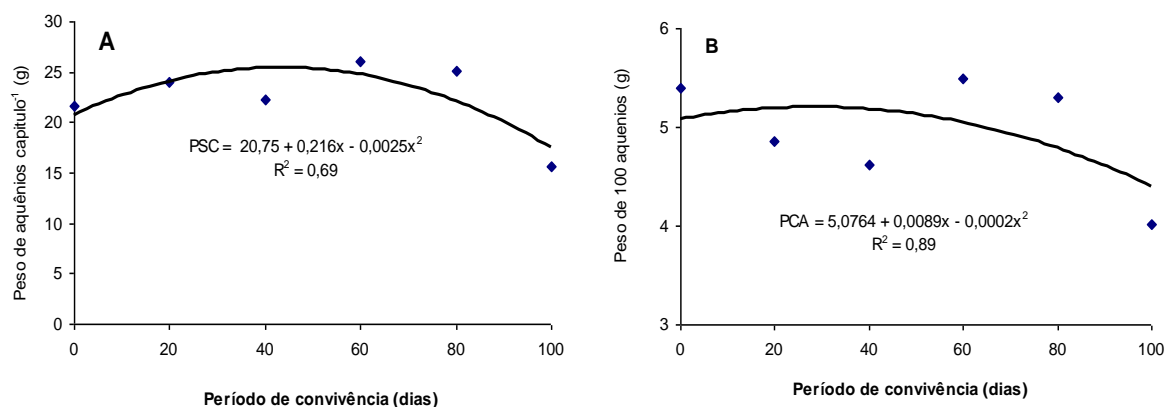 A
Peso de aquênios capitulo⁻¹ (g)
30
25
20
15
10
5
0
PSC = 20,75 + 0,216x - 0,0025x²
R² = 0,69
0 20 40 60 80 100
Período de convivência (dias)
B
Peso de 100 aquenios (g)
6
5
4
3
PCA = 5,0764 + 0,0089x - 0,0002x²
R² = 0,89
0 20 40 60 80 100
Período de convivência (dias)